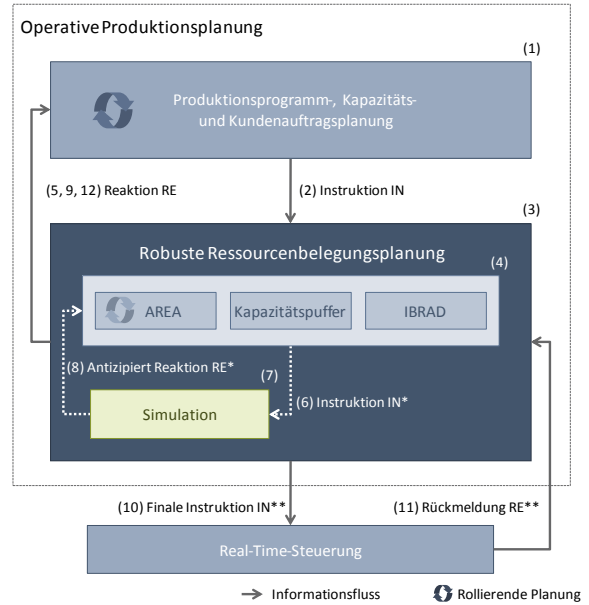 Operative Produktionsplanung
(1)
Produktionsprogramm-, Kapazitäts-
und Kundenauftragsplanung
(5, 9, 12) Reaktion RE
(2) Instruktion IN
(3)
Robuste Ressourcenbelegungsplanung
(4)
AREA
Kapazitätspuffer
IBRAD
(8) Antizipiert Reaktion RE*
(7)
(6) Instruktion IN*
Simulation
(10) Finale Instruktion IN**
(11) Rückmeldung RE**
Real-Time-Steuerung
Informationsfluss
Rollierende Planung